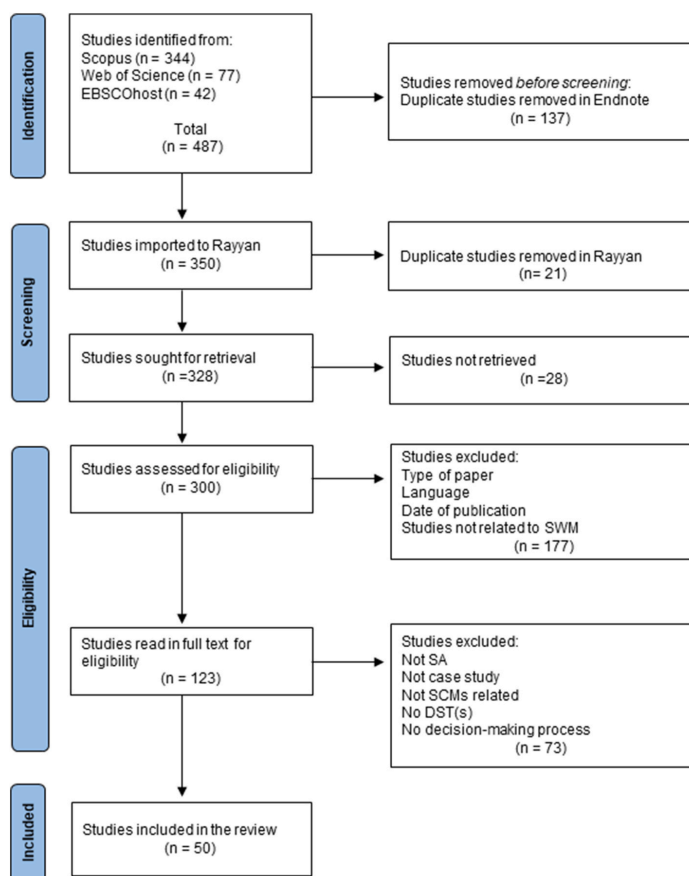 Identification
Studies identified from:
Scopus (n = 344)
Web of Science (n = 77)
EBSCOhost (n = 42)
Total
(n = 487)
Studies removed before screening:
Duplicate studies removed in Endnote
(n = 137)
Screening
Studies imported to Rayyan
(n = 350)
Duplicate studies removed in Rayyan
(n= 21)
Studies sought for retrieval
(n =328)
Studies not retrieved
(n =28)
Eligibility
Studies assessed for eligibility
(n = 300)
Studies excluded:
Type of paper
Language
Date of publication
Studies not related to SWM
(n = 177)
Studies read in full text for
eligibility
(n = 123)
Studies excluded:
Not SA
Not case study
Not SCMs related
No DST(s)
No decision-making process
(n = 73)
Included
Studies included in the review
(n = 50)